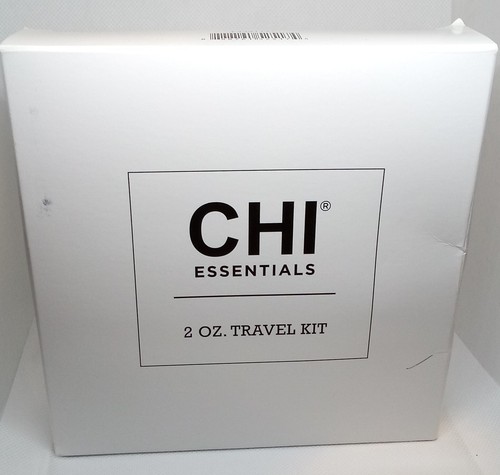 CHI®
ESSENTIALS
2 OZ. TRAVEL KIT